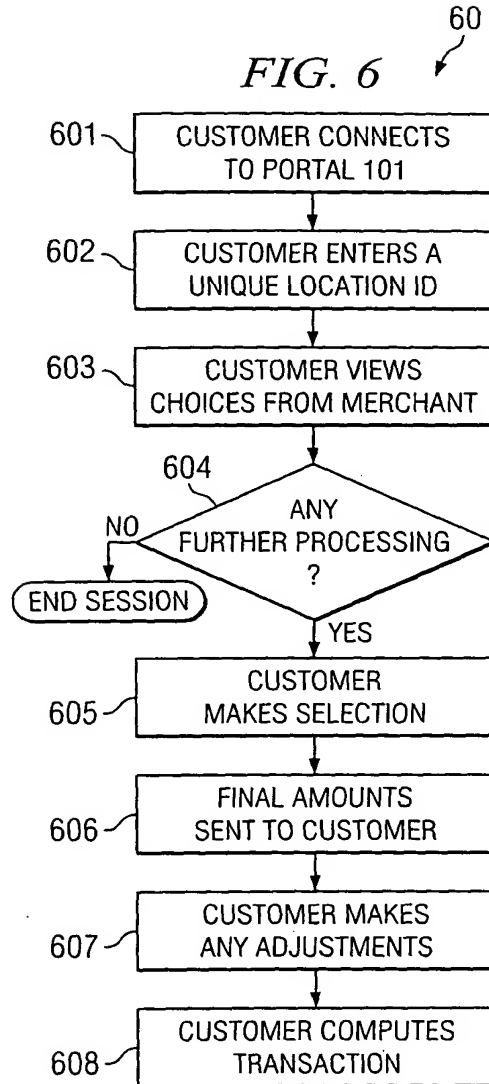 60
FIG. 6
601
CUSTOMER CONNECTS
TO PORTAL 101
602
CUSTOMER ENTERS A
UNIQUE LOCATION ID
603
CUSTOMER VIEWS
CHOICES FROM MERCHANT
604
ANY
FURTHER PROCESSING
?
NO
END SESSION
YES
605
CUSTOMER
MAKES SELECTION
606
FINAL AMOUNTS
SENT TO CUSTOMER
607
CUSTOMER MAKES
ANY ADJUSTMENTS
608
CUSTOMER COMPUTES
TRANSACTION